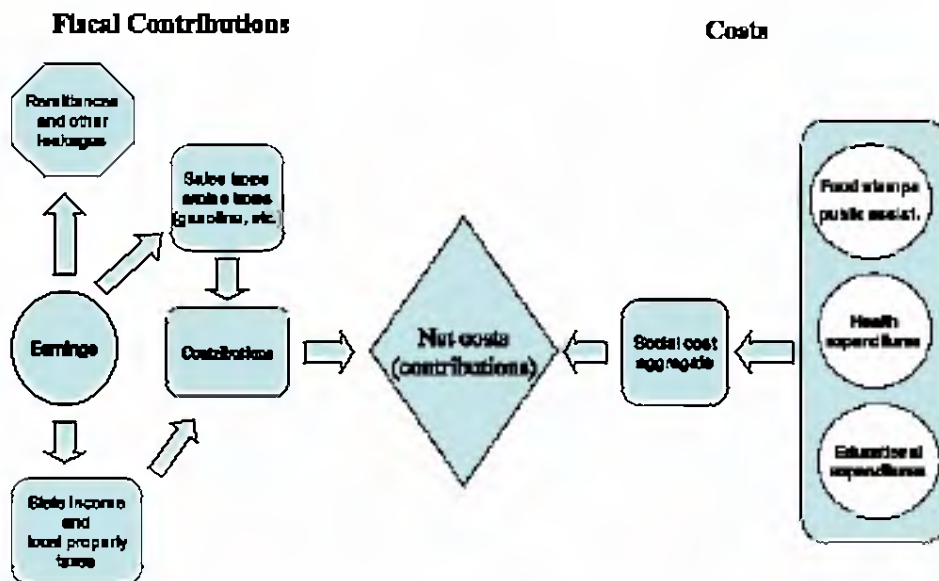 Fiscal Contributions
Costs
Remittances
and other
leakages
Sales taxes
excise taxes
(gasoline, etc.)
Earnings
Contributions
State income
and
local property
taxes
Net costs
(contributions)
Social cost
aggregate
Food stamps
public assist.
Health
expenditures
Educational
expenditures